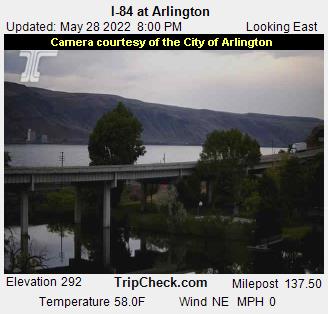 I-84 at Arlington
Updated: May 28 2022 8:00 PM Looking East
Camera courtesy of the City of Arlington
Elevation 292 TripCheck.com Milepost 137.50
Temperature 58.0F Wind NE MPH 0